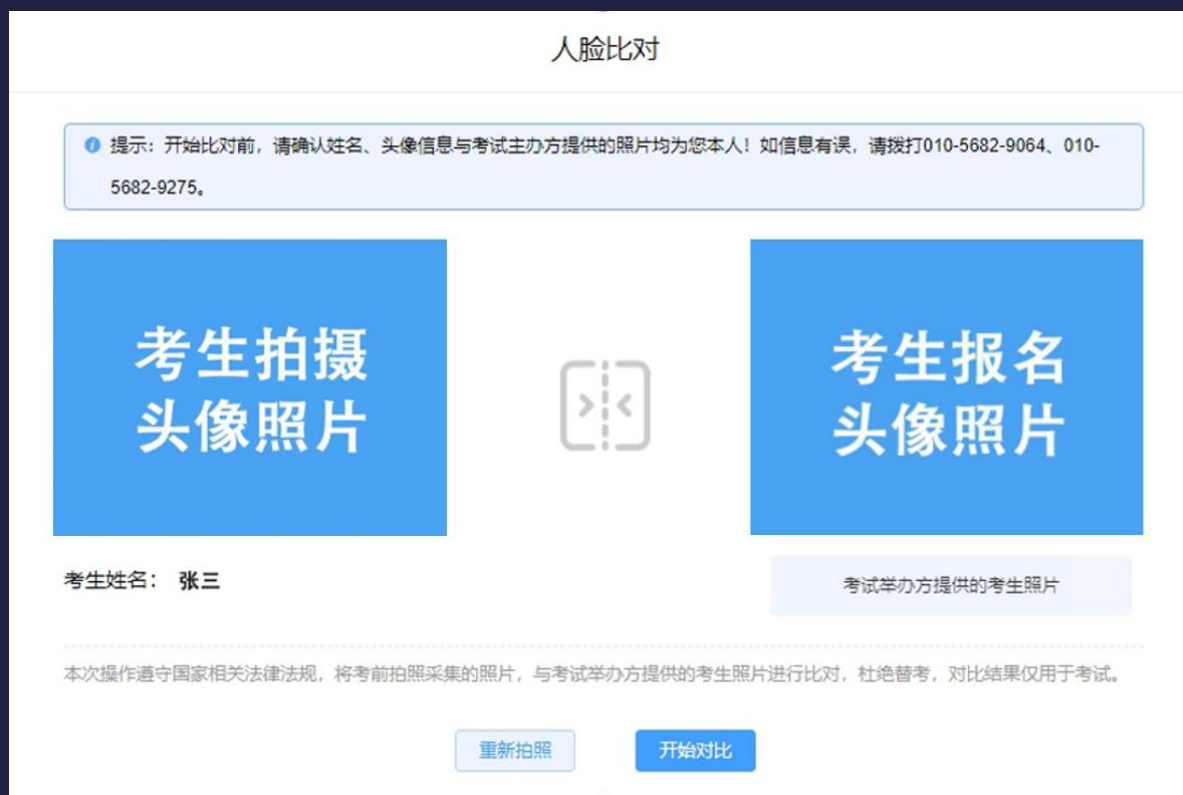 人脸比对
提示：开始比对前，请确认姓名、头像信息与考试主办方提供的照片均为您本人！如信息有误，请拨打010-5682-9064、010-
5682-9275。
考生拍摄
头像照片
考生报名
头像照片
考生姓名： 张三
考试举办方提供的考生照片
本次操作遵守国家相关法律法规，将考前拍照采集的照片，与考试举办方提供的考生照片进行比对，杜绝替考，对比结果仅用于考试。
重新拍照
开始对比